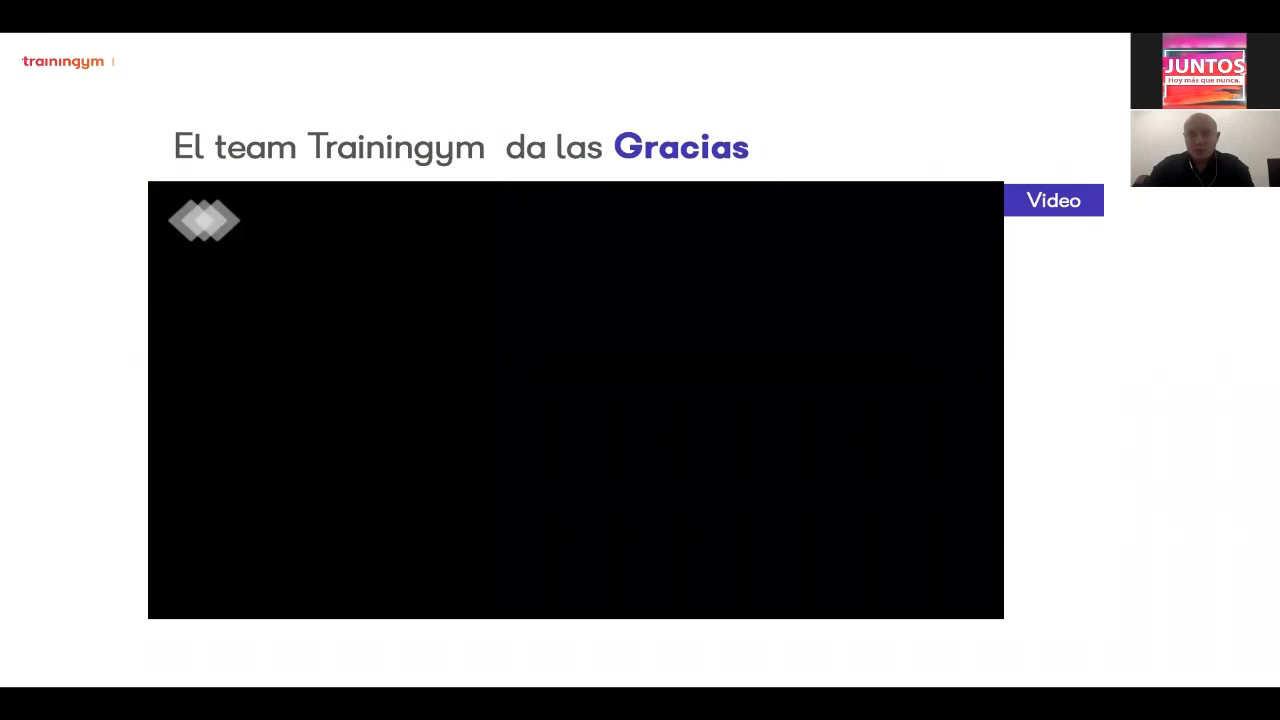 trainingym
JUNTOS
Hoy más que nunca.
El team Trainingym da las Gracias
Video